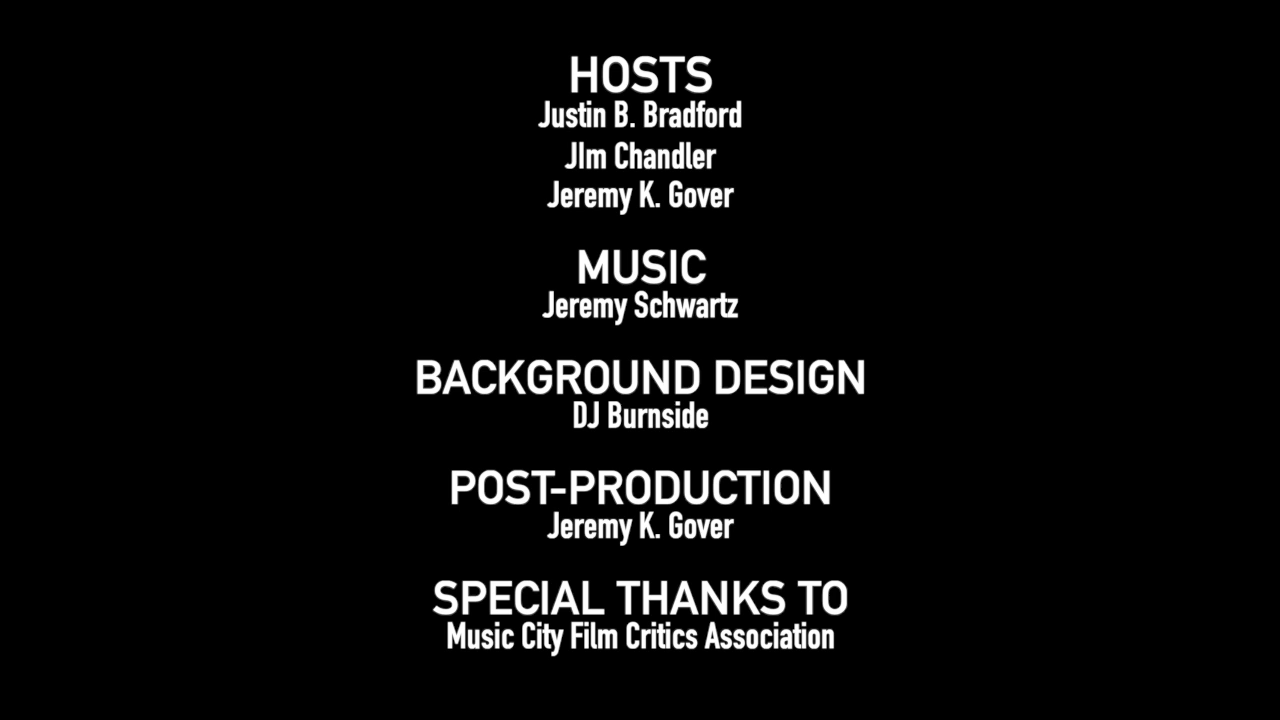 HOSTS
Justin B. Bradford
JIm Chandler
Jeremy K. Gover
MUSIC
Jeremy Schwartz
BACKGROUND DESIGN
DJ Burnside
POST-PRODUCTION
Jeremy K. Gover
SPECIAL THANKS TO
Music City Film Critics Association